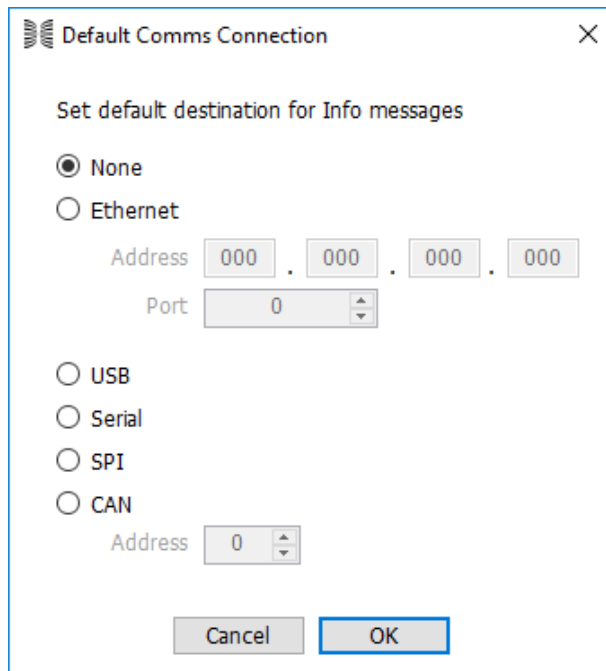 Default Comms Connection
Set default destination for Info messages
None
Ethernet
Address 000 . 000 . 000 . 000
Port 0
USB
Serial
SPI
CAN
Address 0
Cancel OK